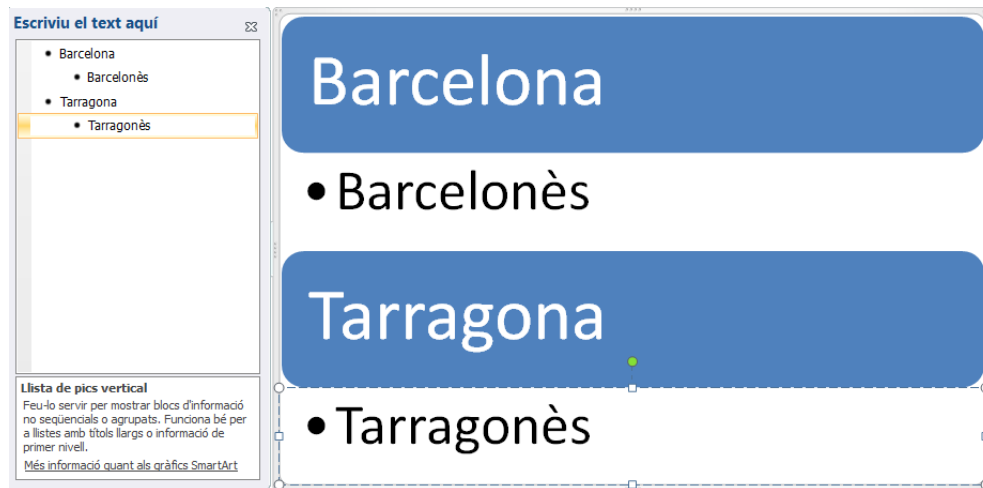 Escriviu el text aquí
• Barcelona
• Barcelonès
• Tarragona
• Tarragonès
Llista de pics vertical
Feu-lo servir per mostrar blocs d'informació
no seqüencials o agrupats. Funciona bé per
a llistes amb títols llargs o informació de
primer nivell.
Més informació quant als gràfics SmartArt
Barcelona
• Barcelonès
Tarragona
• Tarragonès